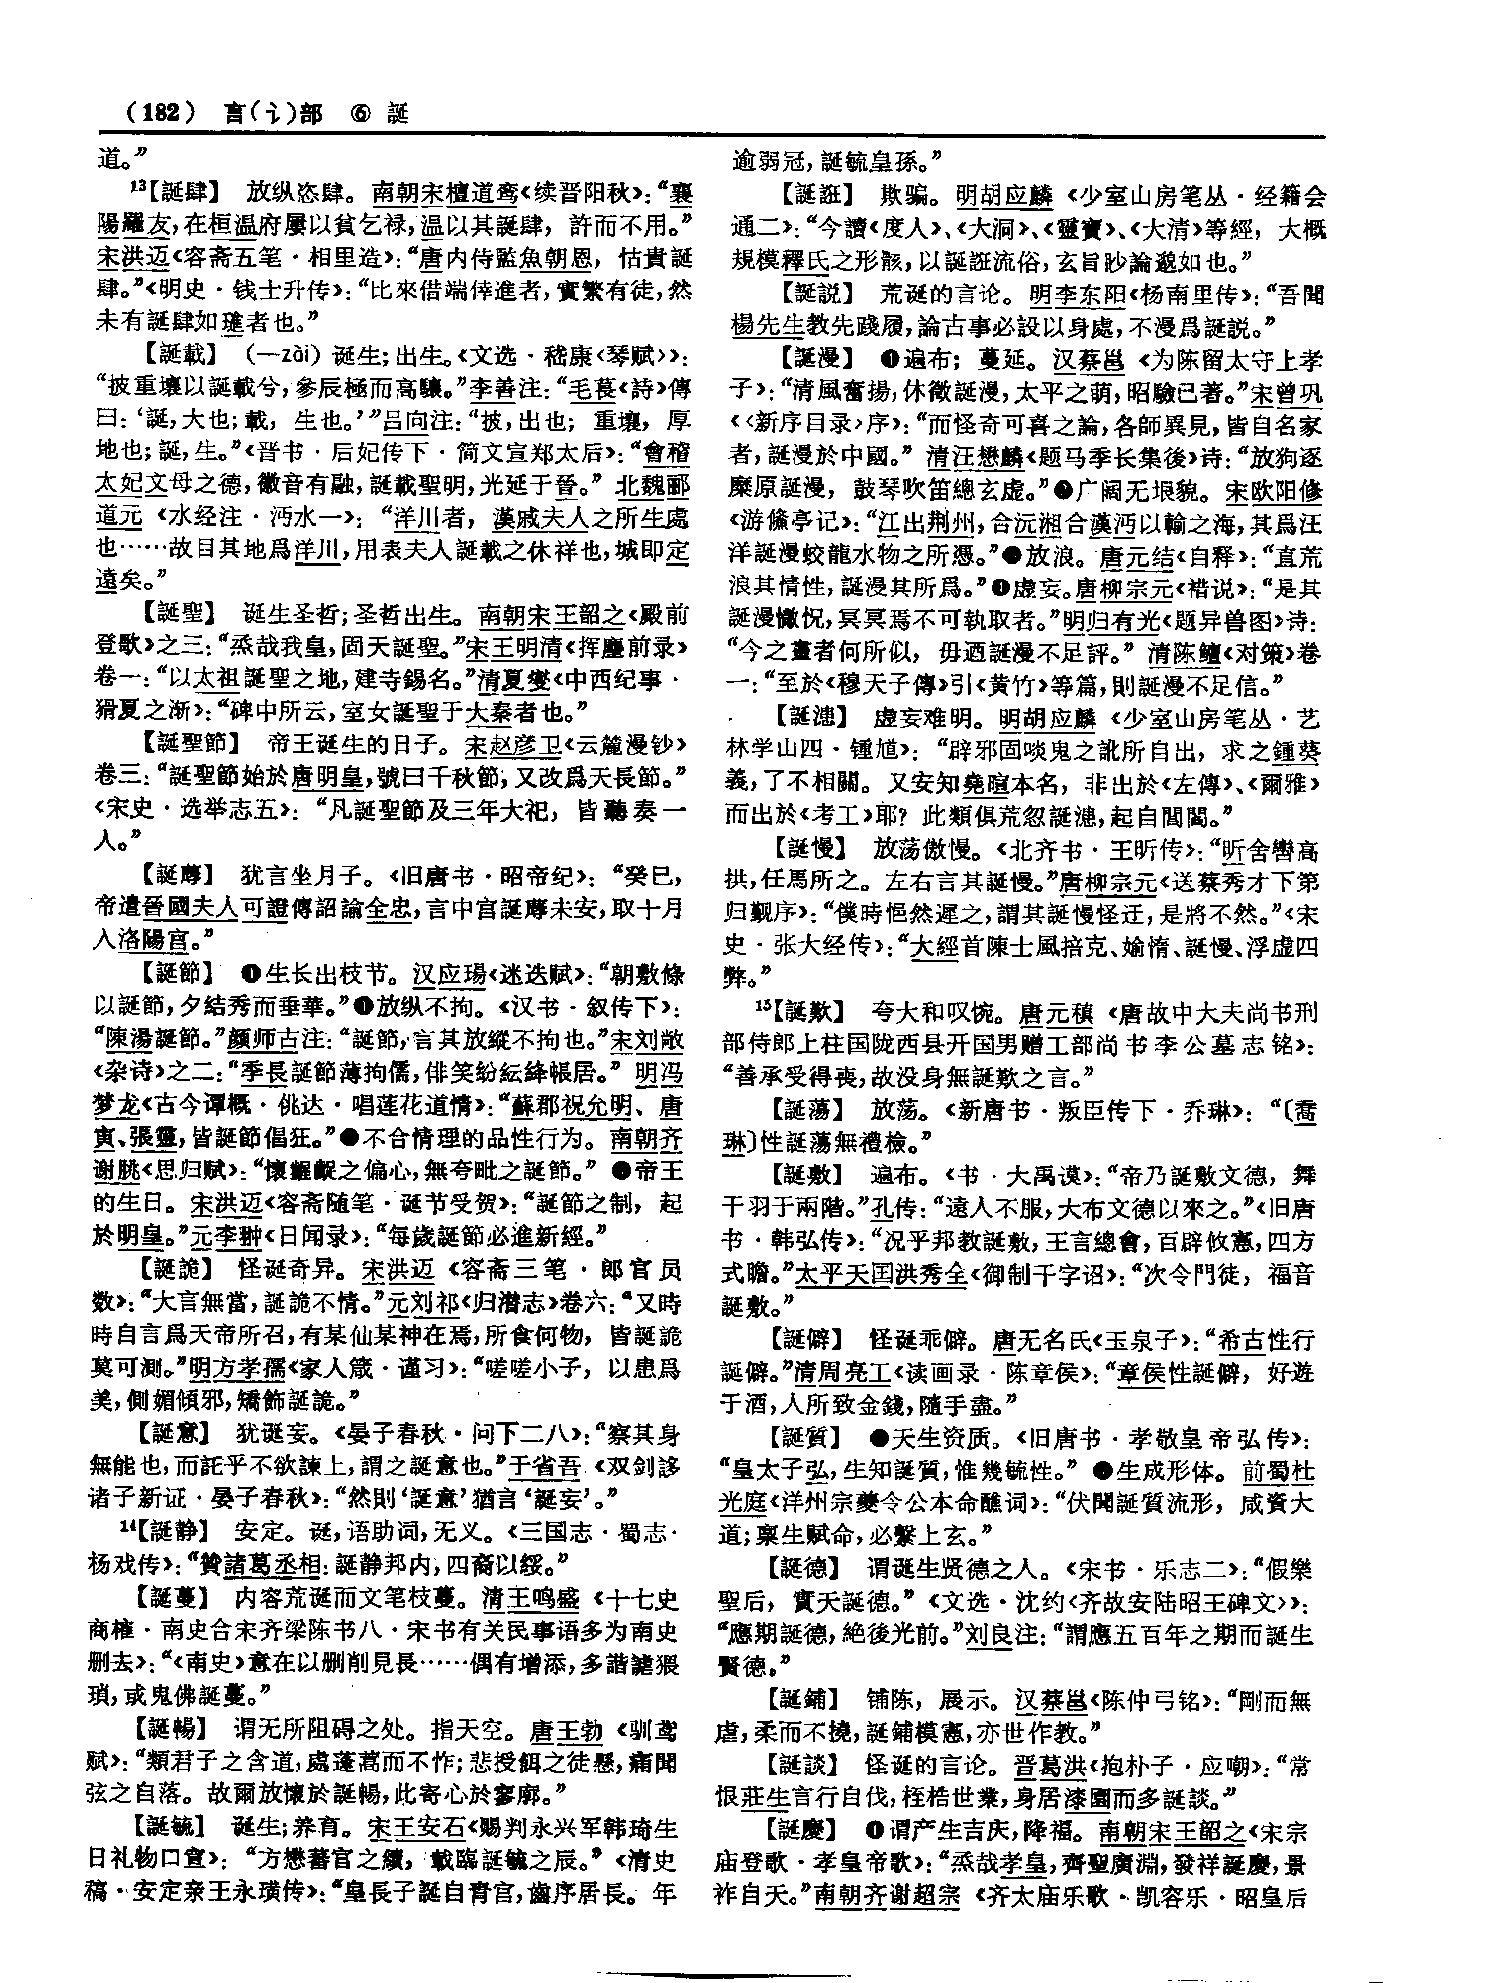 (182) 言(讠)部 ⑥ 誕
道。”
13【誕肆】 放纵恣肆。南朝宋檀道鸾《续晋阳秋》：“襄
陽羅友，在桓温府屢以貧乞禄，温以其誕肆，許而不用。”
宋洪迈《容斋五笔·相里造》：“唐内侍監魚朝恩，怙貴誕
肆。”《明史·钱士升传》：“比來借端倖進者，實繁有徒，然
未有誕肆如璡者也。”
【誕載】 （—zài）诞生；出生。《文选·嵇康〈琴赋〉》：
“披重壤以誕載兮，參辰極而高驤。”李善注：“毛萇《詩》傳
曰：‘誕，大也；載，生也。’”吕向注：“披，出也；重壤，厚
地也；誕，生。”《晋书·后妃传下·简文宣郑太后》：“會稽
太妃文母之德，徽音有融，誕載聖明，光延于晉。”北魏郦
道元《水经注·沔水一》：“洋川者，漢戚夫人之所生處
也……故目其地爲洋川，用表夫人誕載之休祥也，城即定
遠矣。”
【誕聖】 诞生圣哲；圣哲出生。南朝宋王韶之《殿前
登歌》之三：“烝哉我皇，固天誕聖。”宋王明清《挥麈前录》
卷一：“以太祖誕聖之地，建寺錫名。”清夏燮《中西纪事·
猾夏之渐》：“碑中所云，室女誕聖于大秦者也。”
【誕聖節】 帝王诞生的日子。宋赵彦卫《云麓漫钞》
卷三：“誕聖節始於唐明皇，號曰千秋節，又改爲天長節。”
《宋史·选举志五》：“凡誕聖節及三年大祀，皆聽奏一
人。”
【誕蓐】 犹言坐月子。《旧唐书·昭帝纪》：“癸巳，
帝遣晉國夫人可證傳詔諭全忠，言中宫誕蓐未安，取十月
入洛陽宫。”
【誕節】 ❶生长出枝节。汉应瑒《迷迭赋》：“朝敷條
以誕節，夕結秀而垂華。”❷放纵不拘。《汉书·叙传下》：
“陳湯誕節。”颜师古注：“誕節，言其放縱不拘也。”宋刘敞
《杂诗》之二：“季長誕節薄拘儒，俳笑紛紜絳帳居。”明冯
梦龙《古今谭概·佻达·唱莲花道情》：“蘇郡祝允明、唐
寅、張靈，皆誕節倡狂。”❸不合情理的品性行为。南朝齐
谢朓《思归赋》：“懷龌齪之偏心，無夸毗之誕節。”❹帝王
的生日。宋洪迈《容斋随笔·诞节受贺》：“誕節之制，起
於明皇。”元李翀《日闻录》：“每歲誕節必進新經。”
【誕詭】 怪诞奇异。宋洪迈《容斋三笔·郎官员
数》：“大言無當，誕詭不情。”元刘祁《归潜志》卷六：“又時
時自言爲天帝所召，有某仙某神在焉，所食何物，皆誕詭
莫可測。”明方孝孺《家人箴·谨习》：“嗟嗟小子，以患爲
美，側媚傾邪，矯飾誕詭。”
【誕意】 犹诞妄。《晏子春秋·问下二八》：“察其身
無能也，而託乎不欲諫上，謂之誕意也。”于省吾《双剑誃
诸子新证·晏子春秋》：“然則‘誕意’猶言‘誕妄’。”
14【誕静】 安定。诞，语助词，无义。《三国志·蜀志·
杨戏传》：“贊諸葛丞相：誕静邦内，四裔以綏。”
【誕蔓】 内容荒诞而文笔枝蔓。清王鸣盛《十七史
商榷·南史合宋齐梁陈书八·宋书有关民事语多为南史
删去》：“《南史》意在以删削見長……偶有增添，多諧謔猥
瑣，或鬼佛誕蔓。”
【誕暢】 谓无所阻碍之处。指天空。唐王勃《驯鸢
赋》：“類君子之含道，處蓬蒿而不怍；悲授餌之徒懸，痛聞
弦之自落。故爾放懷於誕暢，此寄心於寥廓。”
【誕毓】 诞生；养育。宋王安石《赐判永兴军韩琦生
日礼物口宣》：“方懋蕃宫之績，載臨誕毓之辰。”《清史
稿·安定亲王永璜传》：“皇長子誕自青宫，齒序居長。年
逾弱冠，誕毓皇孫。”
【誕誑】 欺骗。明胡应麟《少室山房笔丛·经籍会
通二》：“今讀《度人》、《大洞》、《靈寶》、《大清》等經，大概
規模釋氏之形骸，以誕誑流俗，玄旨眇論邈如也。”
【誕説】 荒诞的言论。明李东阳《杨南里传》：“吾聞
楊先生教先踐履，論古事必設以身處，不漫爲誕説。”
【誕漫】 ❶遍布；蔓延。汉蔡邕《为陈留太守上孝
子》：“清風奮揚，休徵誕漫，太平之萌，昭驗已著。”宋曾巩
《〈新序目录〉序》：“而怪奇可喜之論，各師異見，皆自名家
者，誕漫於中國。”清汪懋麟《题马季长集後》诗：“放狗逐
糜原誕漫，鼓琴吹笛總玄虚。”❷广阔无垠貌。宋欧阳修
《游鯈亭记》：“江出荆州，合沅湘合漢沔以輸之海，其爲汪
洋誕漫蛟龍水物之所憑。”❸放浪。唐元结《自释》：“直荒
浪其情性，誕漫其所爲。”❹虚妄。唐柳宗元《䄍说》：“是其
誕漫惝怳，冥冥焉不可執取者。”明归有光《题异兽图》诗：
“今之畫者何所似，毋迺誕漫不足評。”清陈鳣《对策》卷
一：“至於《穆天子傳》引《黄竹》等篇，則誕漫不足信。”
【誕漶】 虚妄难明。明胡应麟《少室山房笔丛·艺
林学山四·锺馗》：“辟邪固啖鬼之訛所自出，求之鍾葵
義，了不相關。又安知堯暄本名，非出於《左傳》、《爾雅》
而出於《考工》耶？此類俱荒忽誕漶，起自閭閻。”
【誕慢】 放荡傲慢。《北齐书·王昕传》：“昕舍轡高
拱，任馬所之。左右言其誕慢。”唐柳宗元《送蔡秀才下第
归觐序》：“僕時悒然遲之，謂其誕慢怪迂，是將不然。”《宋
史·张大经传》：“大經首陳士風掊克、媮惰、誕慢、浮虚四
弊。”
15【誕歎】 夸大和叹惋。唐元稹《唐故中大夫尚书刑
部侍郎上柱国陇西县开国男赠工部尚书李公墓志铭》：
“善承受得喪，故没身無誕歎之言。”
【誕蕩】 放荡。《新唐书·叛臣传下·乔琳》：“〔喬
琳〕性誕蕩無禮檢。”
【誕敷】 遍布。《书·大禹谟》：“帝乃誕敷文德，舞
干羽于兩階。”孔传：“遠人不服，大布文德以來之。”《旧唐
书·韩弘传》：“况乎邦教誕敷，王言總會，百辟攸憲，四方
式瞻。”太平天囯洪秀全《御制千字诏》：“次令門徒，福音
誕敷。”
【誕僻】 怪诞乖僻。唐无名氏《玉泉子》：“希古性行
誕僻。”清周亮工《读画录·陈章侯》：“章侯性誕僻，好遊
于酒，人所致金錢，隨手盡。”
【誕質】 ❶天生资质。《旧唐书·孝敬皇帝弘传》：
“皇太子弘，生知誕質，惟幾毓性。”❷生成形体。前蜀杜
光庭《洋州宗夔令公本命醮词》：“伏聞誕質流形，咸資大
道；禀生赋命，必繫上玄。”
【誕德】 谓诞生贤德之人。《宋书·乐志二》：“假樂
聖后，實天誕德。”《文选·沈约〈齐故安陆昭王碑文〉》：
“應期誕德，絶後光前。”刘良注：“謂應五百年之期而誕生
賢德。”
【誕鋪】 铺陈，展示。汉蔡邕《陈仲弓铭》：“剛而無
虐，柔而不撓，誕鋪模憲，亦世作教。”
【誕談】 怪诞的言论。晋葛洪《抱朴子·应嘲》：“常
恨莊生言行自伐，桎梏世業，身居漆園而多誕談。”
【誕慶】 ❶谓产生吉庆，降福。南朝宋王韶之《宋宗
庙登歌·孝皇帝歌》：“烝哉孝皇，齊聖廣淵，發祥誕慶，景
祚自天。”南朝齐谢超宗《齐太庙乐歌·凯容乐·昭皇后